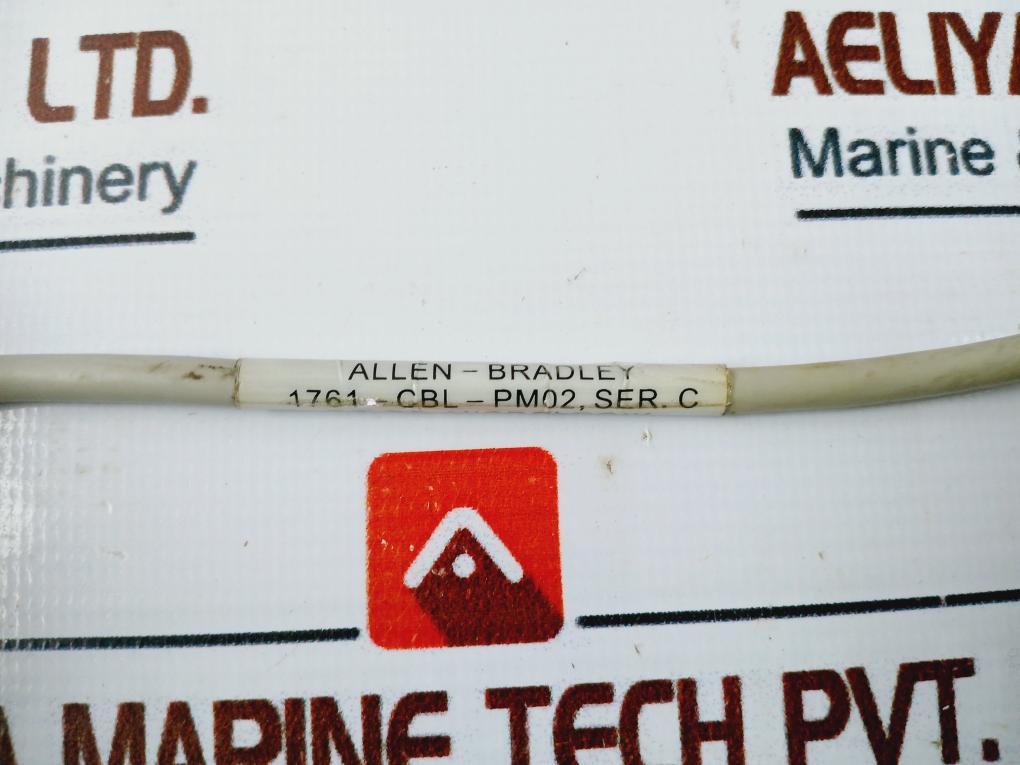 LTD.
AELIYA
chinery
Marine &
ALLEN - BRADLEY
1761 - CBL - PM02, SER. C
A MARINE TECH PVT.